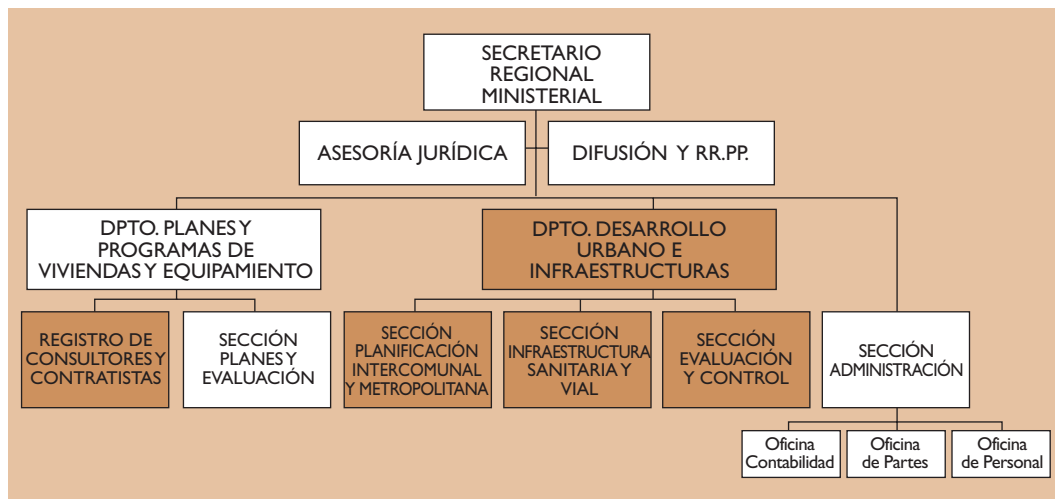 SECRETARIO
REGIONAL
MINISTERIAL
ASESORÍA JURÍDICA
DIFUSIÓN Y RR.PP.
DPTO. PLANES Y
PROGRAMAS DE
VIVIENDAS Y EQUIPAMIENTO
DPTO. DESARROLLO
URBANO E
INFRAESTRUCTURAS
REGISTRO DE
CONSULTORES Y
CONTRATISTAS
SECCIÓN
PLANES Y
EVALUACIÓN
SECCIÓN
PLANIFICACIÓN
INTERCOMUNAL
Y METROPOLITANA
SECCIÓN
INFRAESTRUCTURA
SANITARIA Y
VIAL
SECCIÓN
EVALUACIÓN
Y CONTROL
SECCIÓN
ADMINISTRACIÓN
Oficina
Contabilidad
Oficina
de Partes
Oficina
de Personal